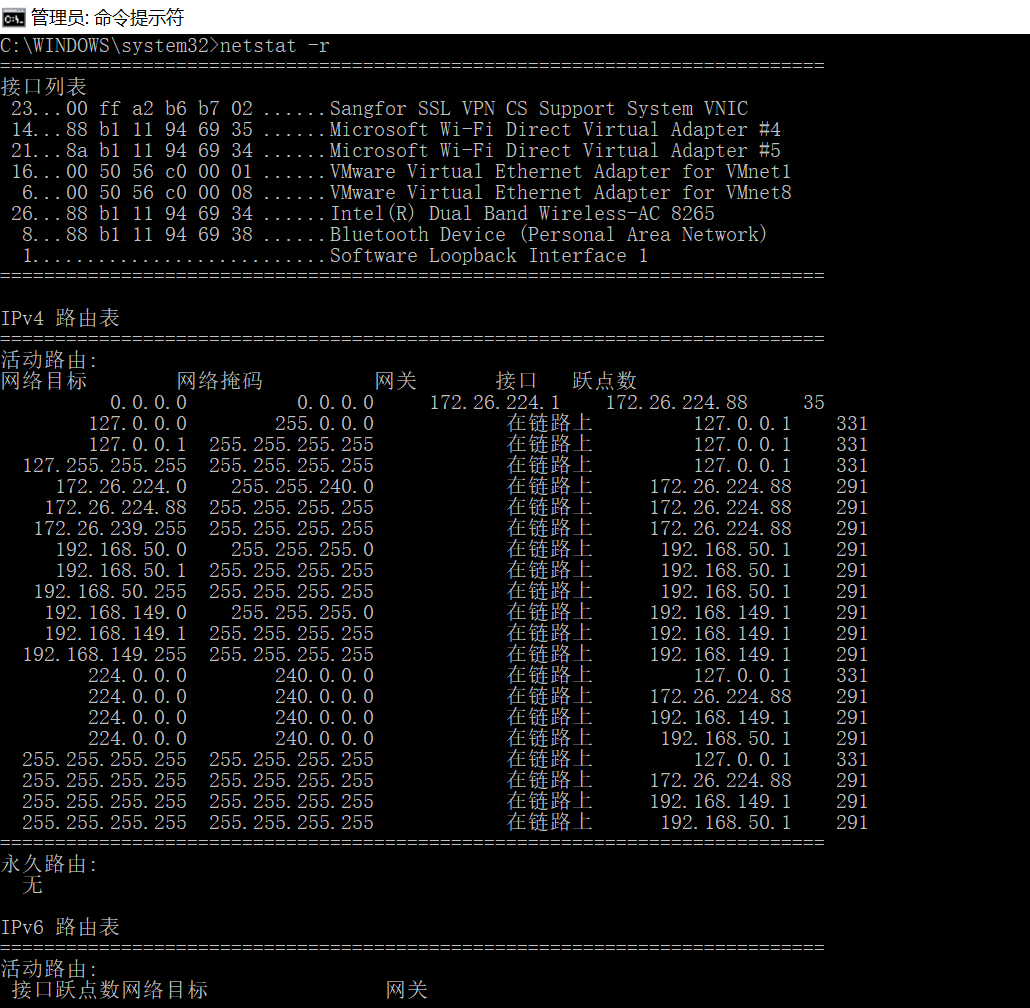 管理员: 命令提示符
C:\WINDOWS\system32>netstat -r
===========================================================================
接口列表
 23...00 ff a2 b6 b7 02 ......Sangfor SSL VPN CS Support System VNIC
 14...88 b1 11 94 69 35 ......Microsoft Wi-Fi Direct Virtual Adapter #4
 21...8a b1 11 94 69 34 ......Microsoft Wi-Fi Direct Virtual Adapter #5
 16...00 50 56 c0 00 01 ......VMware Virtual Ethernet Adapter for VMnet1
  6...00 50 56 c0 00 08 ......VMware Virtual Ethernet Adapter for VMnet8
 26...88 b1 11 94 69 34 ......Intel(R) Dual Band Wireless-AC 8265
  8...88 b1 11 94 69 38 ......Bluetooth Device (Personal Area Network)
  1...........................Software Loopback Interface 1
===========================================================================
IPv4 路由表
===========================================================================
活动路由:
网络目标        网络掩码          网关       接口   跃点数
          0.0.0.0          0.0.0.0     172.26.224.1    172.26.224.88     35
        127.0.0.0        255.0.0.0            在链路上         127.0.0.1    331
        127.0.0.1  255.255.255.255            在链路上         127.0.0.1    331
  127.255.255.255  255.255.255.255            在链路上         127.0.0.1    331
     172.26.224.0    255.255.240.0            在链路上     172.26.224.88    291
    172.26.224.88  255.255.255.255            在链路上     172.26.224.88    291
   172.26.239.255  255.255.255.255            在链路上     172.26.224.88    291
     192.168.50.0    255.255.255.0            在链路上      192.168.50.1    291
     192.168.50.1  255.255.255.255            在链路上      192.168.50.1    291
   192.168.50.255  255.255.255.255            在链路上      192.168.50.1    291
    192.168.149.0    255.255.255.0            在链路上     192.168.149.1    291
    192.168.149.1  255.255.255.255            在链路上     192.168.149.1    291
  192.168.149.255  255.255.255.255            在链路上     192.168.149.1    291
        224.0.0.0        240.0.0.0            在链路上         127.0.0.1    331
        224.0.0.0        240.0.0.0            在链路上     172.26.224.88    291
        224.0.0.0        240.0.0.0            在链路上     192.168.149.1    291
        224.0.0.0        240.0.0.0            在链路上      192.168.50.1    291
  255.255.255.255  255.255.255.255            在链路上         127.0.0.1    331
  255.255.255.255  255.255.255.255            在链路上     172.26.224.88    291
  255.255.255.255  255.255.255.255            在链路上     192.168.149.1    291
  255.255.255.255  255.255.255.255            在链路上      192.168.50.1    291
===========================================================================
永久路由:
  无
IPv6 路由表
===========================================================================
活动路由:
 接口跃点数网络目标                网关